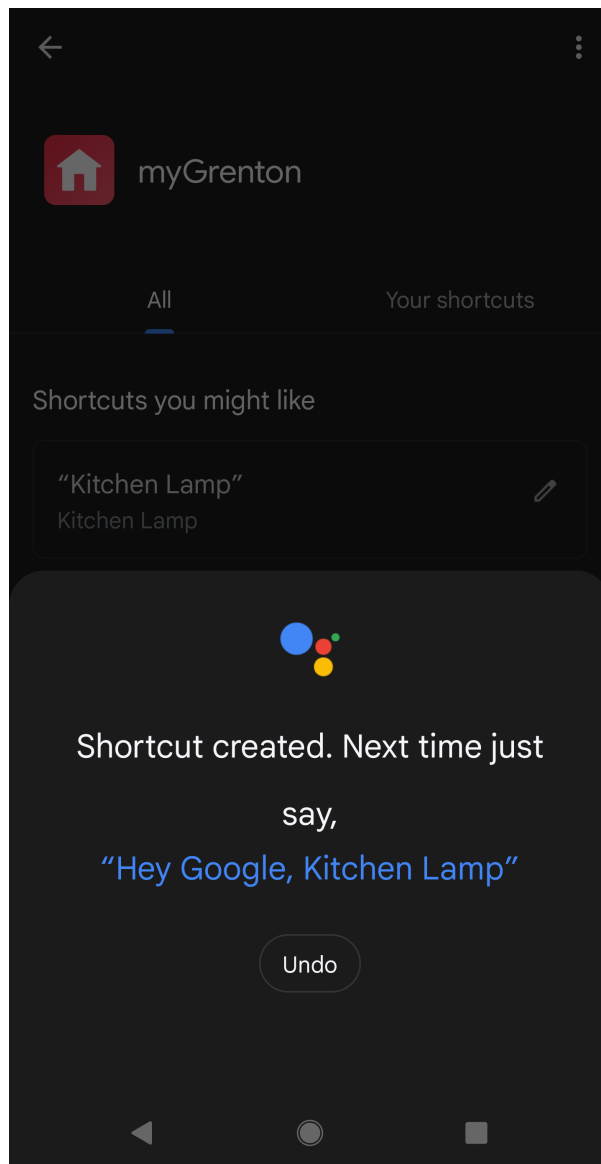 myGrenton
All
Your shortcuts
Shortcuts you might like
“Kitchen Lamp”
Kitchen Lamp
Shortcut created. Next time just
say,
“Hey Google, Kitchen Lamp”
Undo